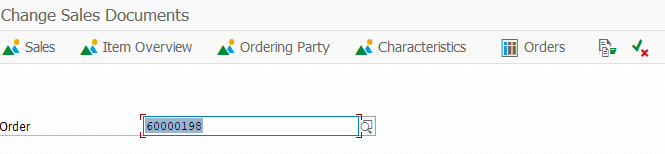 Change Sales Documents
Sales Item Overview Ordering Party Characteristics Orders
Order 60000198